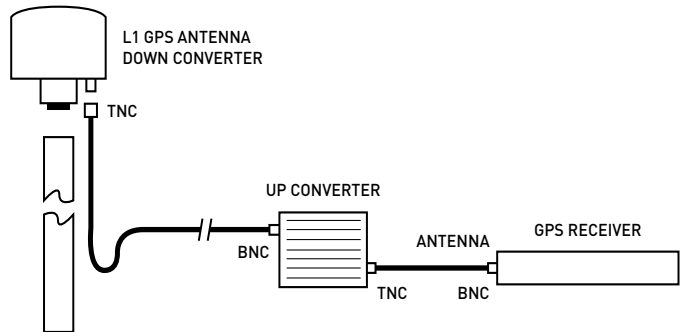 L1 GPS ANTENNA
DOWN CONVERTER
TNC
UP CONVERTER
BNC
ANTENNA
GPS RECEIVER
TNC
BNC